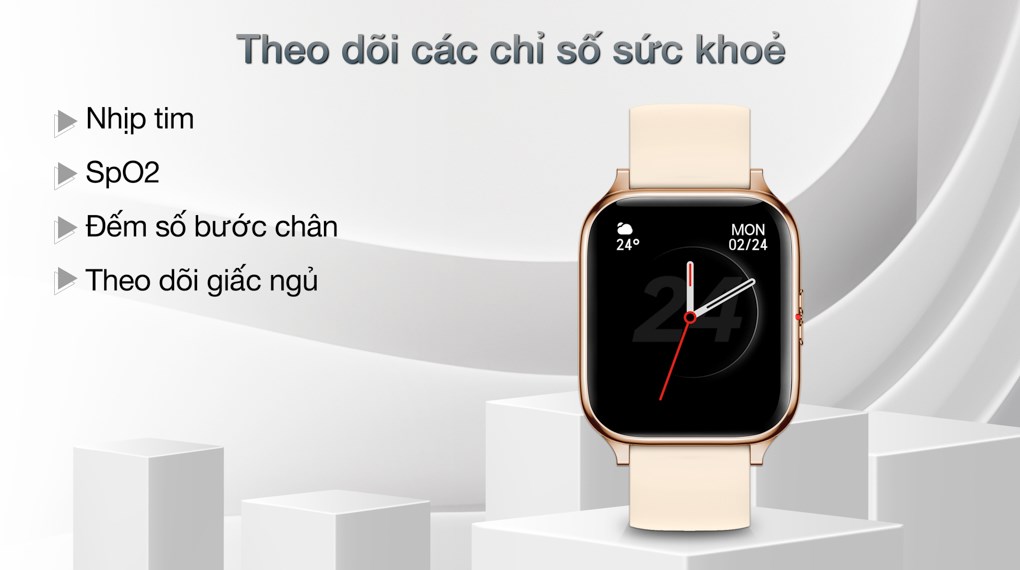 Theo dõi các chỉ số sức khoẻ
Nhịp tim
SpO2
Đếm số bước chân
Theo dõi giấc ngủ
24° MON
02/24
24